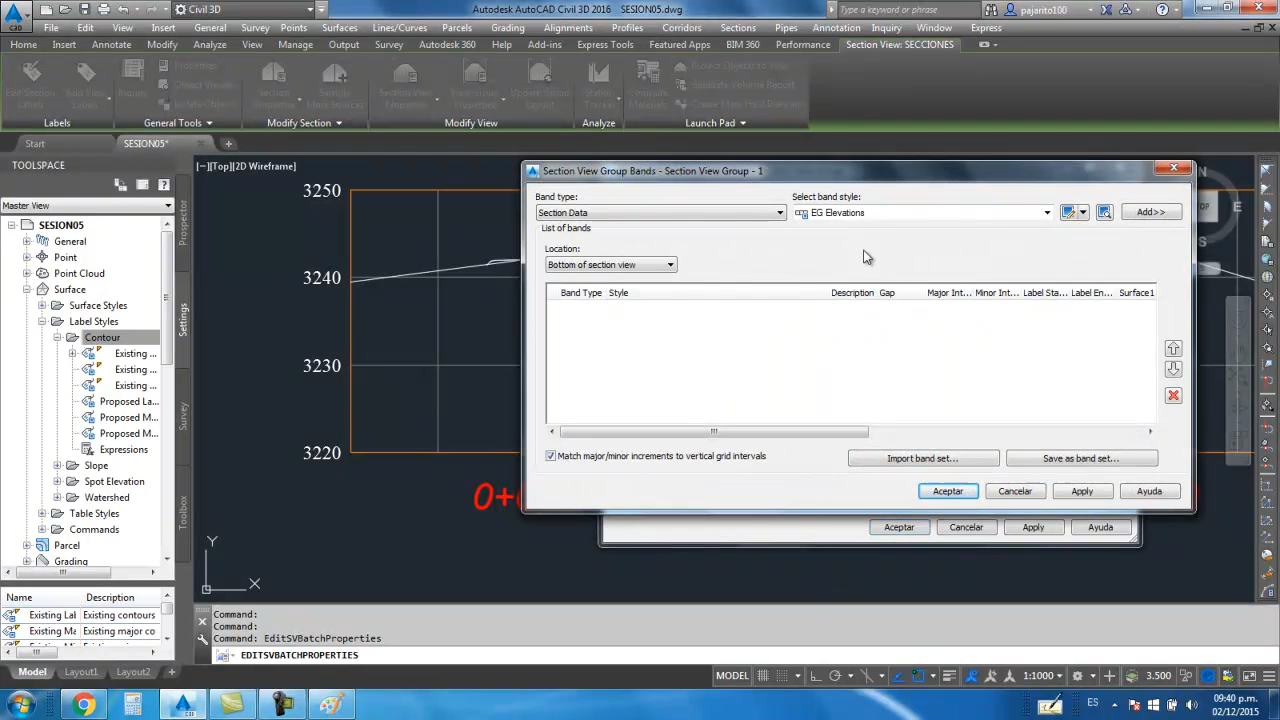 Civil 3D
Autodesk AutoCAD Civil 3D 2016 SESION05.dwg
Type a keyword or phrase
pajarito100
File Edit View Insert General Survey Points Surfaces Lines/Curves Parcels Grading Alignments Profiles Corridors Sections Pipes Annotation Inquiry Window Express
Home Insert Annotate Modify Analyze View Manage Output Survey Autodesk 360 Help Add-ins Express Tools Featured Apps BIM 360 Performance Section View: SECCIONES
Labels General Tools Modify Section Modify View Analyze Launch Pad
Start SESION05*
TOOLSPACE
[−][Top][2D Wireframe]
Master View
SESION05
General
Point
Point Cloud
Surface
Surface Styles
Label Styles
Contour
Existing ...
Existing ...
Existing ...
Proposed La...
Proposed M...
Proposed M...
Expressions
Slope
Spot Elevation
Watershed
Table Styles
Commands
Parcel
Grading
Prospector
Settings
Survey
Toolbox
Name Description
Existing Lal Existing contours
Existing Ma Existing major co
3250
3240
3230
3220
Y
X
TOP
E
S
Section View Group Bands - Section View Group - 1
Band type:
Section Data
Select band style:
EG Elevations
Add>>
List of bands
Location:
Bottom of section view
Band Type Style Description Gap Major Int... Minor Int... Label Sta... Label En... Surface1
Match major/minor increments to vertical grid intervals
Import band set...
Save as band set...
Aceptar Cancelar Apply Ayuda
Aceptar Cancelar Apply Ayuda
Command:
Command:
Command: EditSVBatchProperties
EDITSVBATCHPROPERTIES
Model Layout1 Layout2 +
MODEL 1:1000 3.500
ES
09:40 p.m.
02/12/2015